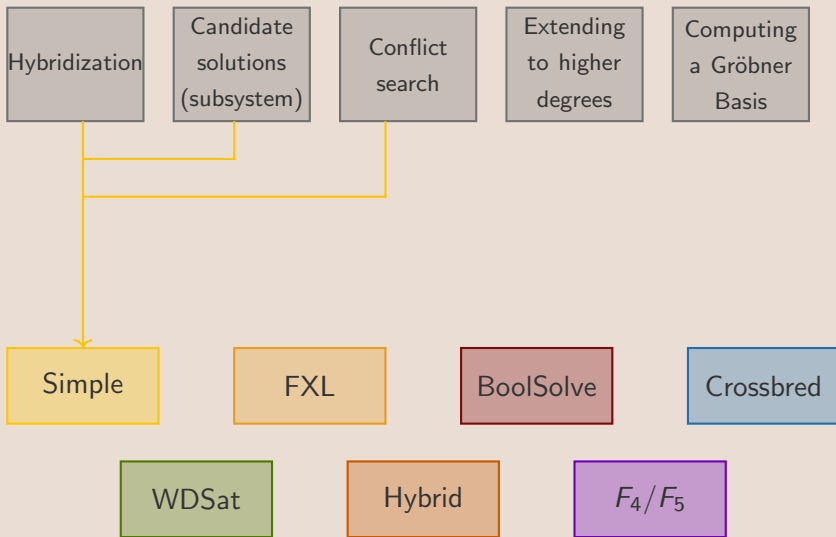 Hybridization
Candidate
solutions
(subsystem)
Conflict
search
Extending
to higher
degrees
Computing
a Gröbner
Basis
Simple
FXL
BoolSolve
Crossbred
WDSat
Hybrid
F₄/F₅